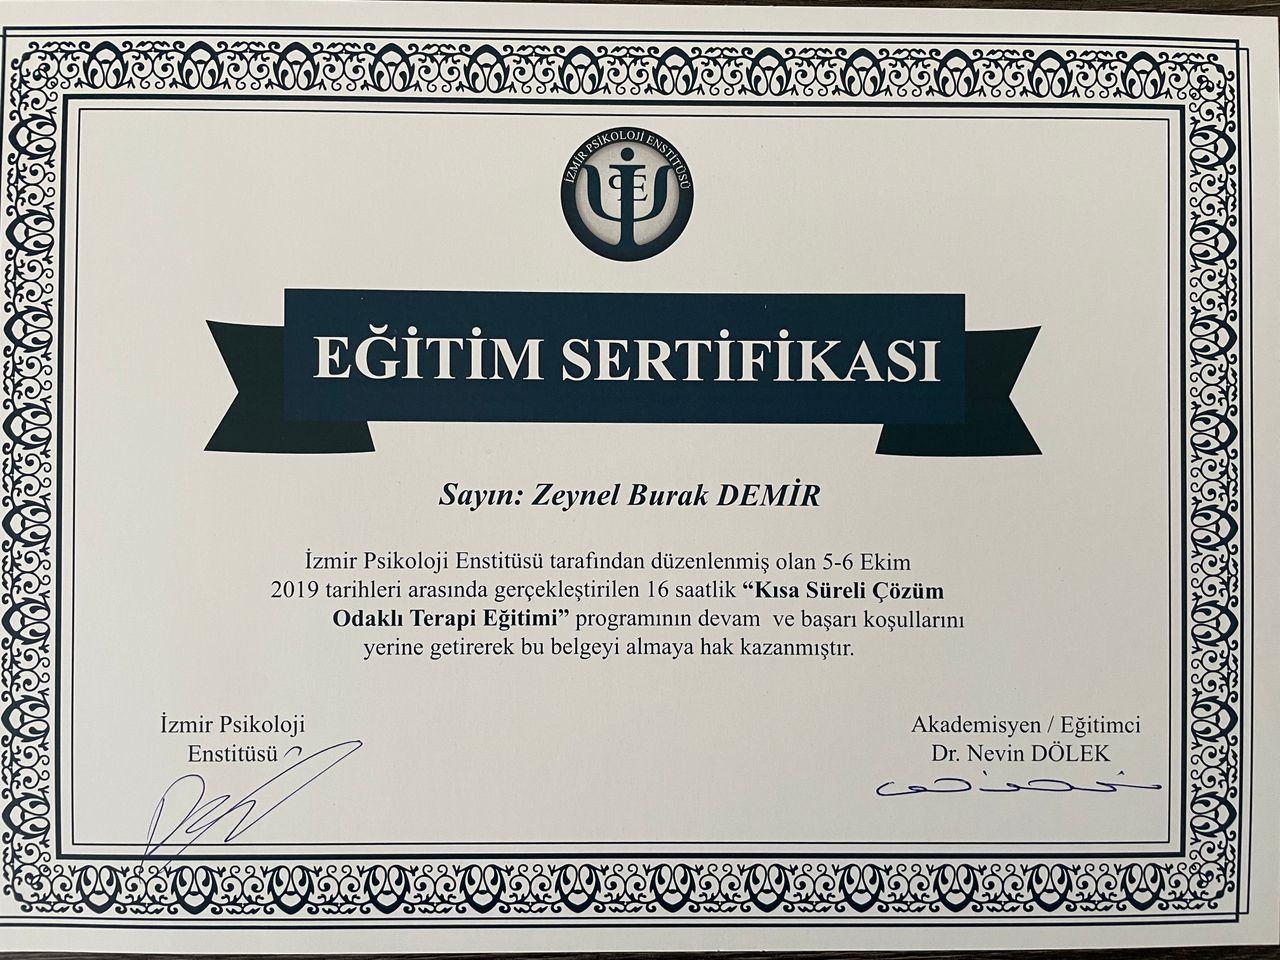 İZMİR PSİKOLOJİ ENSTİTÜSÜ
PE
EĞİTİM SERTİFİKASI
Sayın: Zeynel Burak DEMİR
İzmir Psikoloji Enstitüsü tarafından düzenlenmiş olan 5-6 Ekim
2019 tarihleri arasında gerçekleştirilen 16 saatlik “Kısa Süreli Çözüm
Odaklı Terapi Eğitimi” programının devam ve başarı koşullarını
yerine getirerek bu belgeyi almaya hak kazanmıştır.
İzmir Psikoloji
Enstitüsü
Akademisyen / Eğitimci
Dr. Nevin DÖLEK